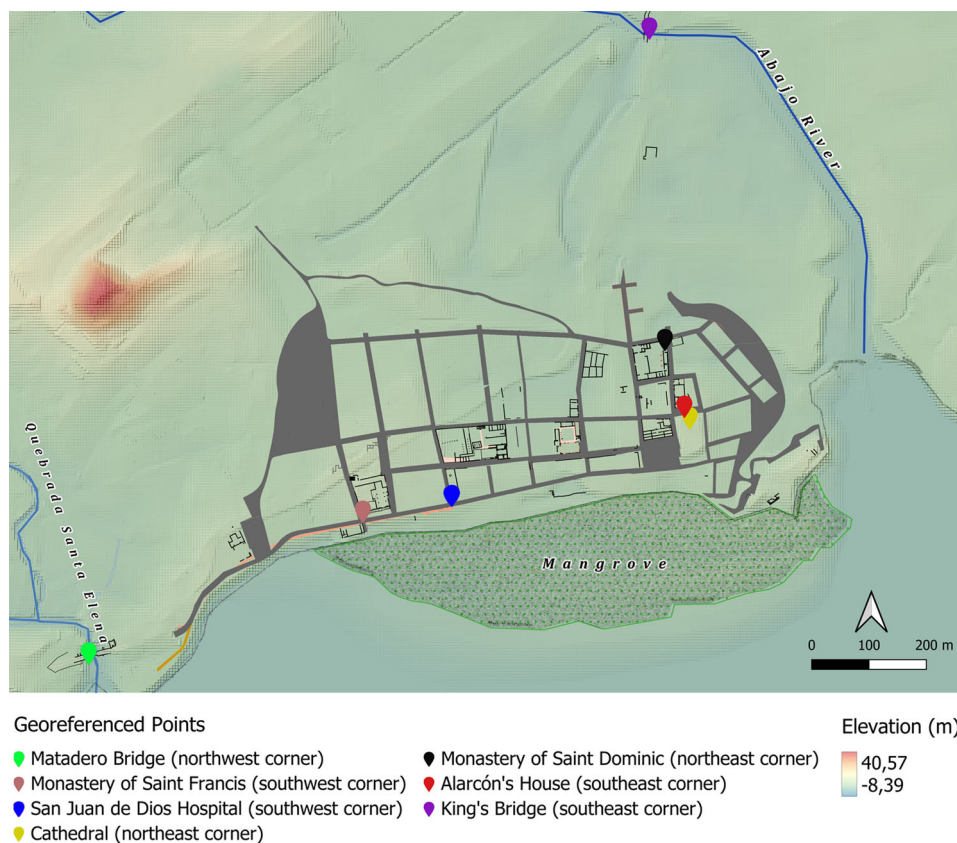 Abajo River
Quebrada Santa Elena
Mangrove
0 100 200 m
Georeferenced Points
Elevation (m)
Matadero Bridge (northwest corner)
Monastery of Saint Francis (southwest corner)
San Juan de Dios Hospital (southwest corner)
Cathedral (northeast corner)
Monastery of Saint Dominic (northeast corner)
Alarcón's House (southeast corner)
King's Bridge (southeast corner)
40,57
-8,39